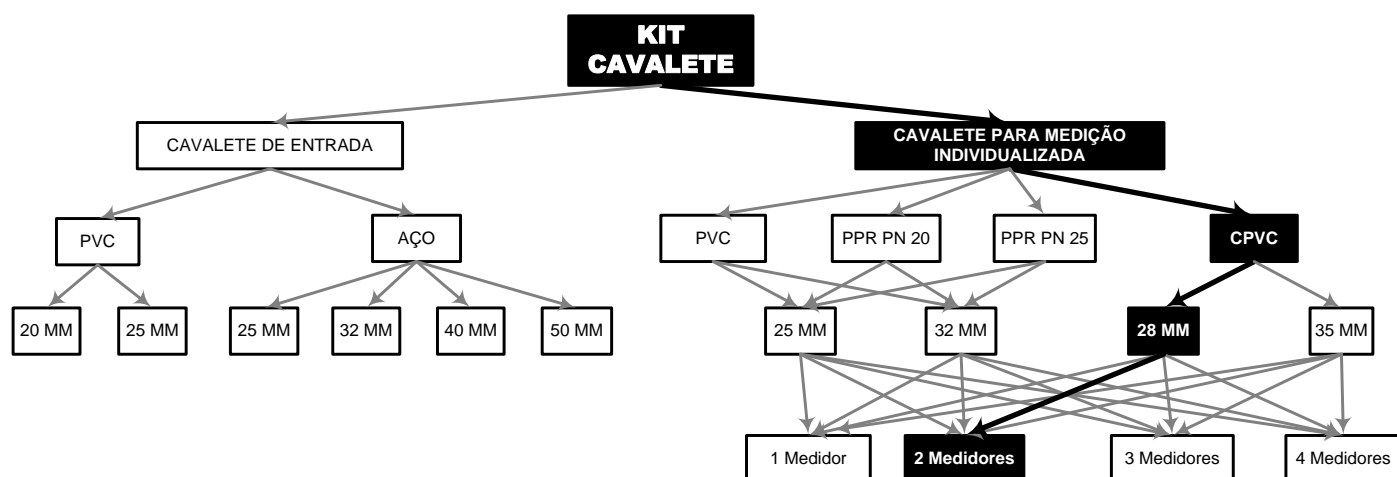 KIT
CAVALETE
CAVALETE DE ENTRADA
CAVALETE PARA MEDIÇÃO
INDIVIDUALIZADA
PVC
AÇO
PVC
PPR PN 20
PPR PN 25
CPVC
20 MM
25 MM
25 MM
32 MM
40 MM
50 MM
25 MM
32 MM
28 MM
35 MM
1 Medidor
2 Medidores
3 Medidores
4 Medidores